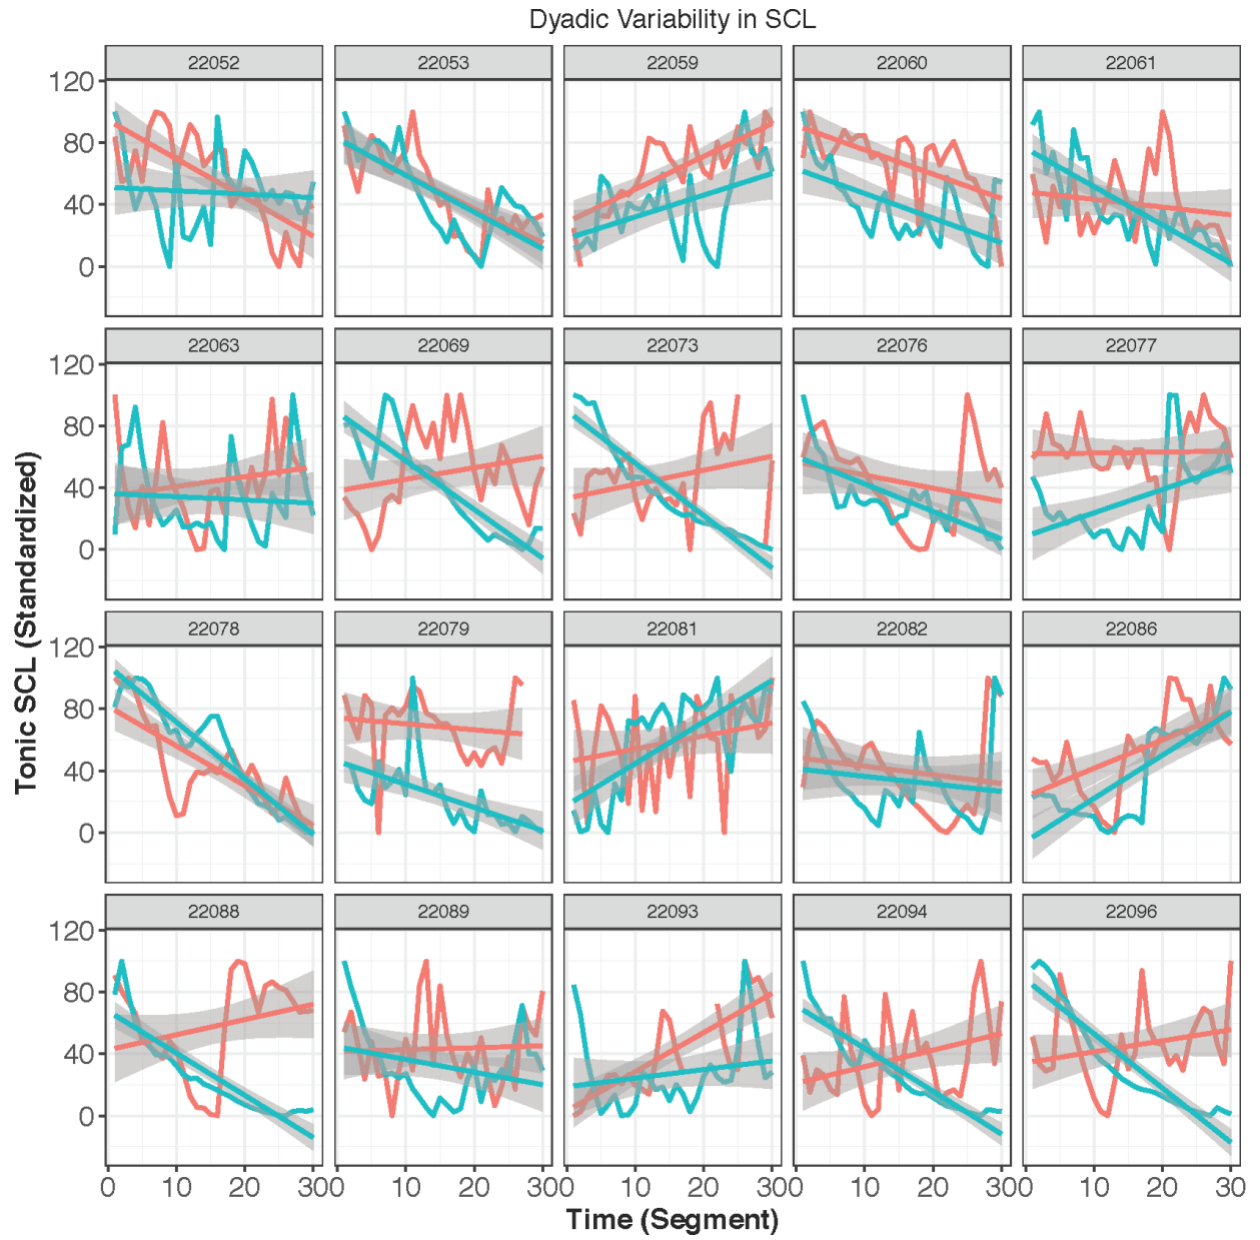 Dyadic Variability in SCL
22052 22053 22059 22060 22061
120
80
40
0
22063 22069 22073 22076 22077
120
80
40
0
Tonic SCL (Standardized)
22078 22079 22081 22082 22086
120
80
40
0
22088 22089 22093 22094 22096
120
80
40
0
0 10 20 30 0 10 20 30 0 10 20 30 0 10 20 30 0 10 20 30
Time (Segment)